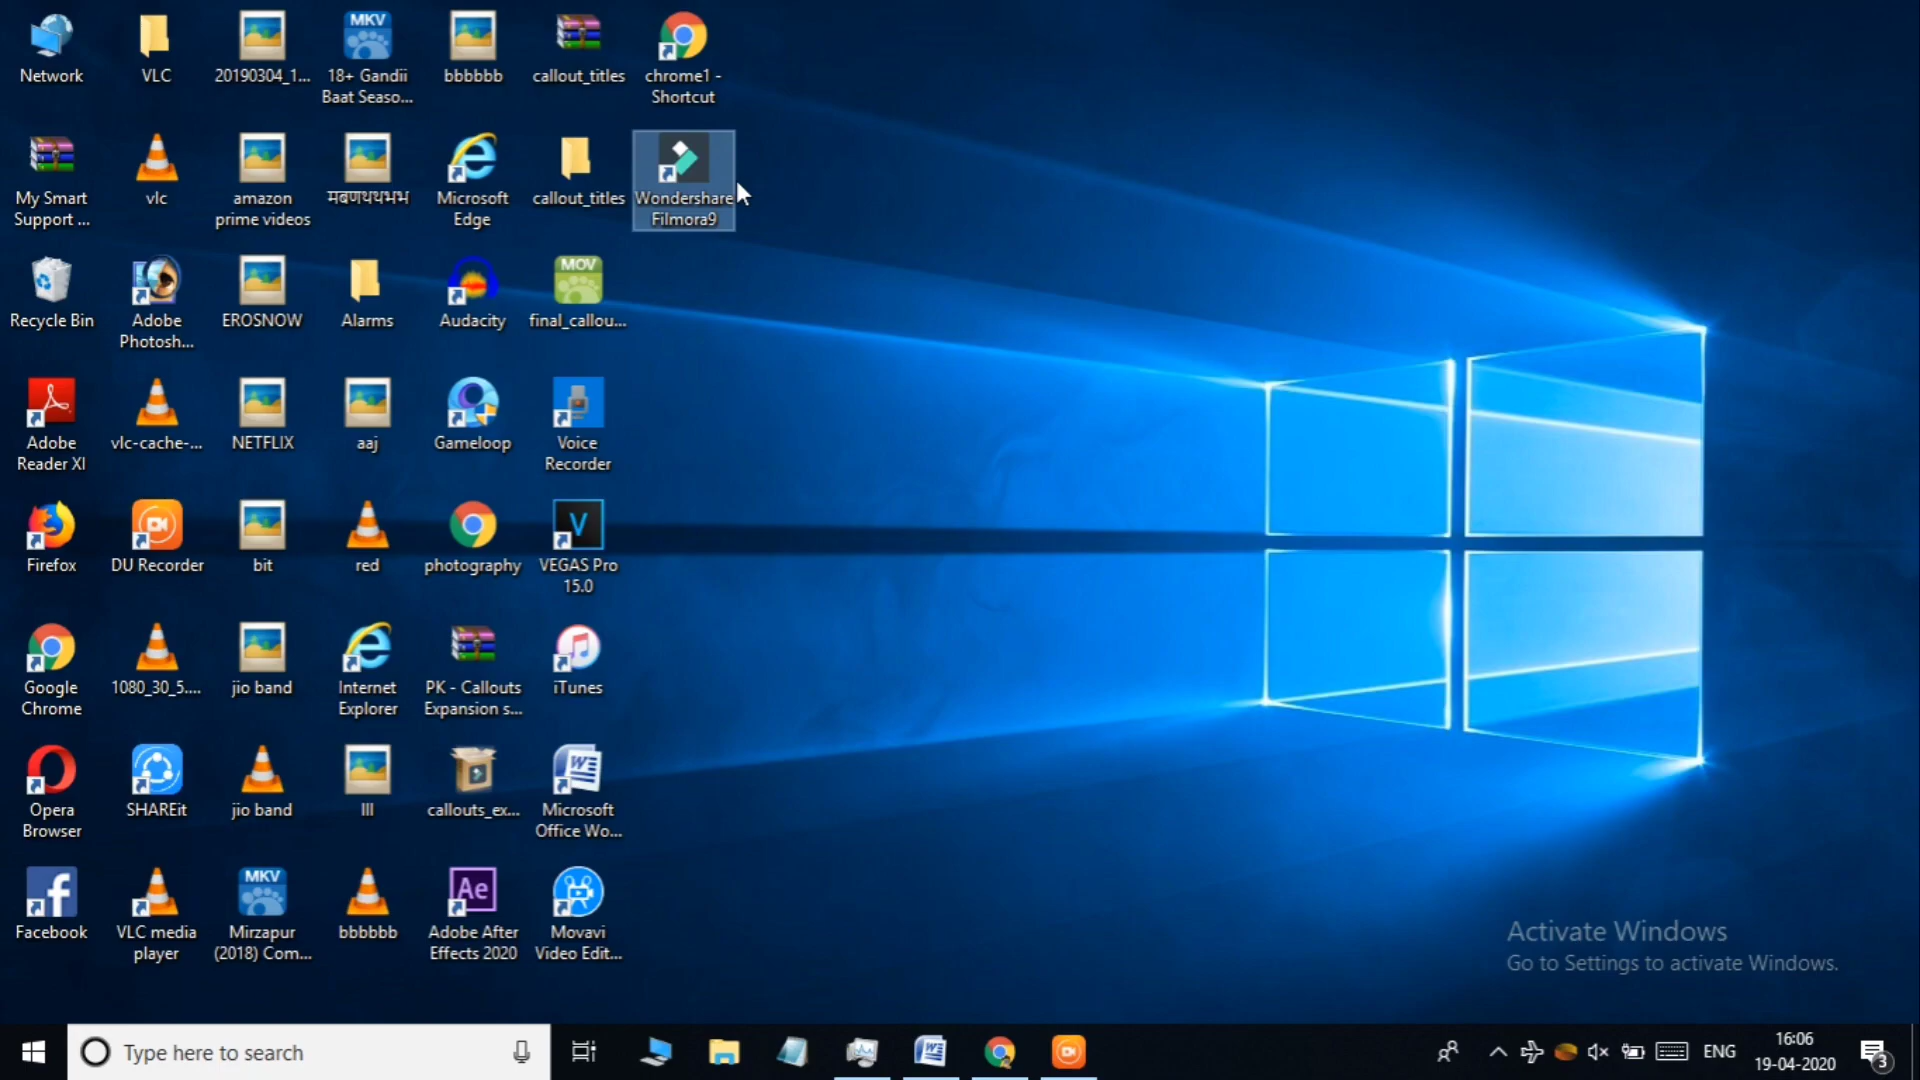 Network
VLC
20190304_1...
MKV
18+ Gandii
Baat Seaso...
bbbbbb
callout_titles
chrome1 -
Shortcut
My Smart
Support ...
vlc
amazon
prime videos
मबणथथभभ
Microsoft
Edge
callout_titles
Wondershare
Filmora9
Recycle Bin
Adobe
Photosh...
EROSNOW
Alarms
Audacity
MOV
final_callou...
Adobe
Reader XI
vlc-cache-...
NETFLIX
aaj
Gameloop
Voice
Recorder
Firefox
DU Recorder
bit
red
photography
V
VEGAS Pro
15.0
Google
Chrome
1080_30_5....
jio band
Internet
Explorer
PK - Callouts
Expansion s...
iTunes
Opera
Browser
SHAREit
jio band
lll
callouts_ex...
W
Microsoft
Office Wo...
f
Facebook
VLC media
player
MKV
Mirzapur
(2018) Com...
bbbbbb
Ae
Adobe After
Effects 2020
Movavi
Video Edit...
Activate Windows
Go to Settings to activate Windows.
Type here to search
W
ENG
16:06
19-04-2020
3